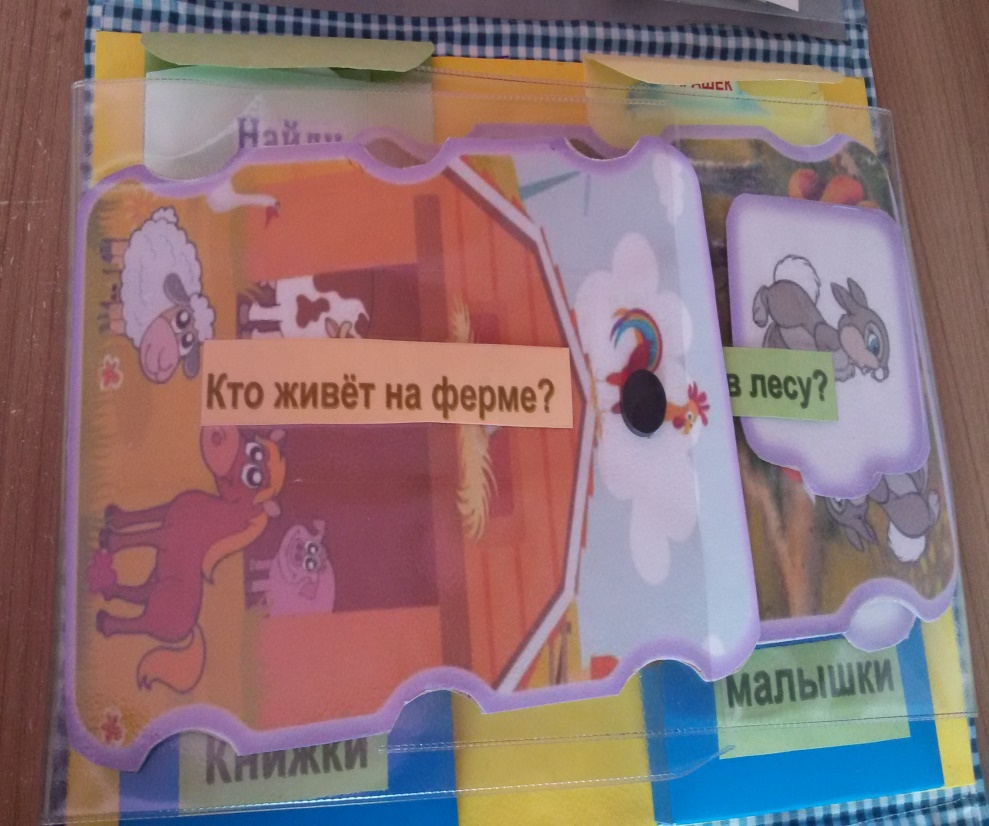 Найди
Кто живёт на ферме?
в лесу?
малышки
Книжки